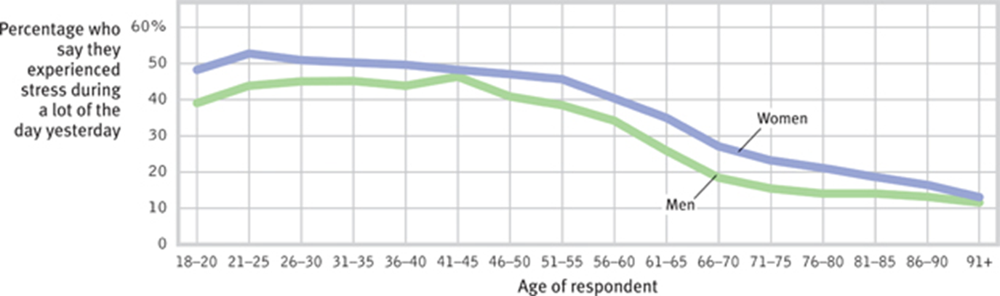 Percentage who
say they
experienced
stress during
a lot of the
day yesterday
60%
50
40
30
20
10
0
Women
Men
18–20 21–25 26–30 31–35 36–40 41–45 46–50 51–55 56–60 61–65 66–70 71–75 76–80 81–85 86–90 91+
Age of respondent